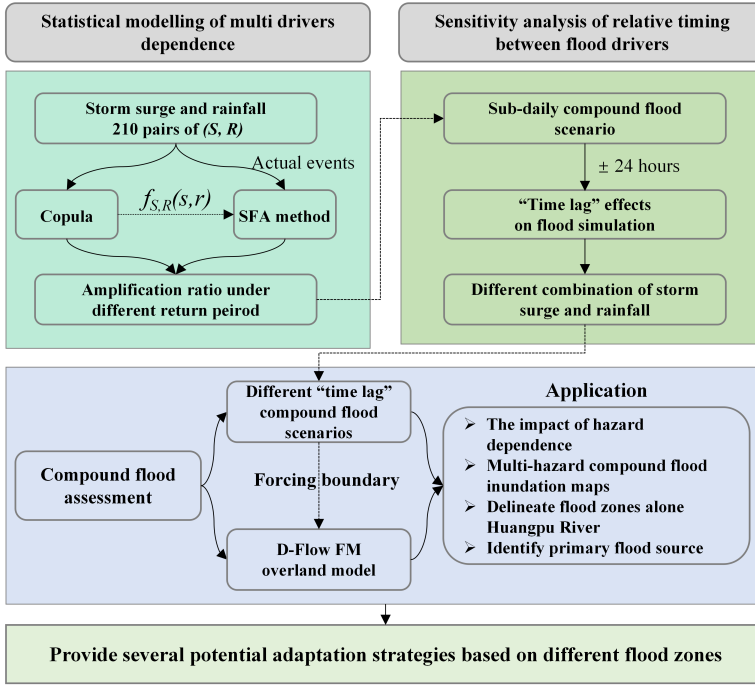 Statistical modelling of multi drivers
dependence
Sensitivity analysis of relative timing
between flood drivers
Storm surge and rainfall
210 pairs of (S, R)
Actual events
Copula
f_{S,R}(s,r)
SFA method
Amplification ratio under
different return peirod
Sub-daily compound flood
scenario
± 24 hours
“Time lag” effects
on flood simulation
Different combination of storm
surge and rainfall
Compound flood
assessment
Different “time lag”
compound flood
scenarios
Forcing boundary
D-Flow FM
overland model
Application
➢ The impact of hazard
dependence
➢ Multi-hazard compound flood
inundation maps
➢ Delineate flood zones alone
Huangpu River
➢ Identify primary flood source
Provide several potential adaptation strategies based on different flood zones